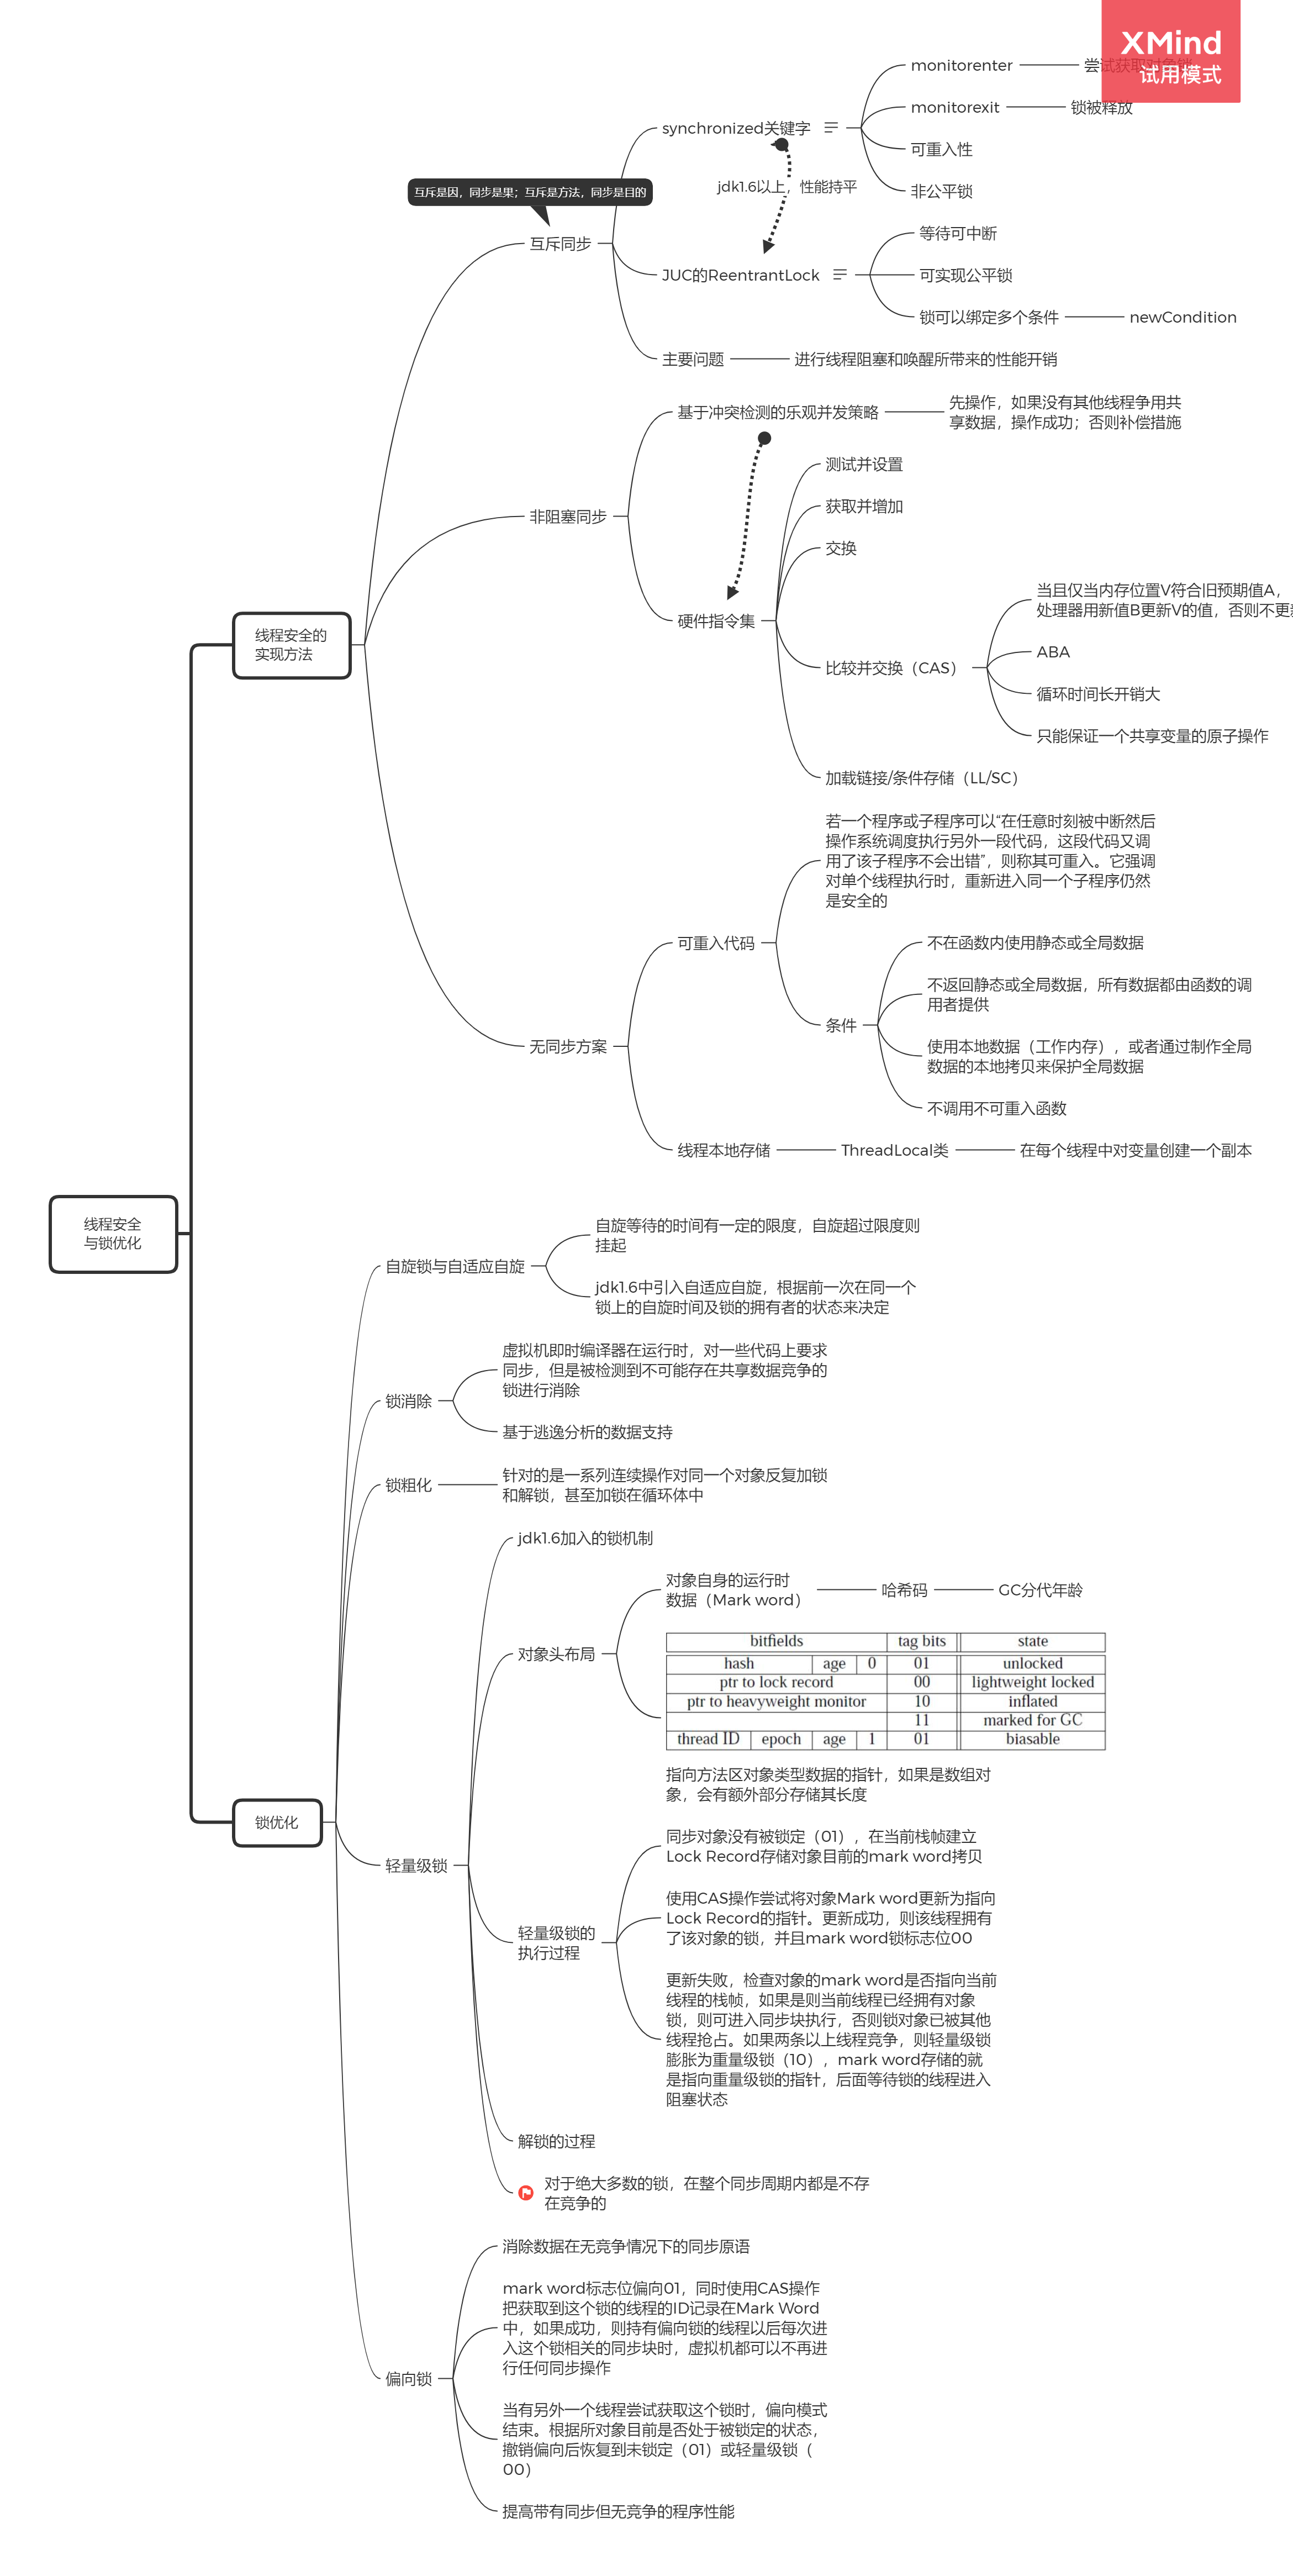 XMind
试用模式
monitorenter
尝试获取对象锁
monitorexit
锁被释放
synchronized关键字
可重入性
非公平锁
jdk1.6以上，性能持平
互斥是因，同步是果；互斥是方法，同步是目的
互斥同步
等待可中断
JUC的ReentrantLock
可实现公平锁
锁可以绑定多个条件
newCondition
主要问题
进行线程阻塞和唤醒所带来的性能开销
基于冲突检测的乐观并发策略
先操作，如果没有其他线程争用共
享数据，操作成功；否则补偿措施
测试并设置
获取并增加
非阻塞同步
交换
硬件指令集
当且仅当内存位置V符合旧预期值A，
处理器用新值B更新V的值，否则不更
比较并交换（CAS）
ABA
循环时间长开销大
只能保证一个共享变量的原子操作
加载链接/条件存储（LL/SC）
线程安全的
实现方法
若一个程序或子程序可以“在任意时刻被中断然后
操作系统调度执行另外一段代码，这段代码又调
用了该子程序不会出错”，则称其可重入。它强调
对单个线程执行时，重新进入同一个子程序仍然
是安全的
可重入代码
不在函数内使用静态或全局数据
不返回静态或全局数据，所有数据都由函数的调
用者提供
条件
使用本地数据（工作内存），或者通过制作全局
数据的本地拷贝来保护全局数据
不调用不可重入函数
无同步方案
线程本地存储
ThreadLocal类
在每个线程中对变量创建一个副本
线程安全
与锁优化
自旋锁与自适应自旋
自旋等待的时间有一定的限度，自旋超过限度则
挂起
jdk1.6中引入自适应自旋，根据前一次在同一个
锁上的自旋时间及锁的拥有者的状态来决定
锁消除
虚拟机即时编译器在运行时，对一些代码上要求
同步，但是被检测到不可能存在共享数据竞争的
锁进行消除
基于逃逸分析的数据支持
锁粗化
针对的是一系列连续操作对同一个对象反复加锁
和解锁，甚至加锁在循环体中
jdk1.6加入的锁机制
对象自身的运行时
数据（Mark word）
哈希码
GC分代年龄
对象头布局
bitfields tag bits state
hash age 0 01 unlocked
ptr to lock record 00 lightweight locked
ptr to heavyweight monitor 10 inflated
11 marked for GC
thread ID epoch age 1 01 biasable
指向方法区对象类型数据的指针，如果是数组对
象，会有额外部分存储其长度
锁优化
轻量级锁
同步对象没有被锁定（01），在当前栈帧建立
Lock Record存储对象目前的mark word拷贝
轻量级锁的
执行过程
使用CAS操作尝试将对象Mark word更新为指向
Lock Record的指针。更新成功，则该线程拥有
了该对象的锁，并且mark word锁标志位00
更新失败，检查对象的mark word是否指向当前
线程的栈帧，如果是则当前线程已经拥有对象
锁，则可进入同步块执行，否则锁对象已被其他
线程抢占。如果两条以上线程竞争，则轻量级锁
膨胀为重量级锁（10），mark word存储的就
是指向重量级锁的指针，后面等待锁的线程进入
阻塞状态
解锁的过程
对于绝大多数的锁，在整个同步周期内都是不存
在竞争的
偏向锁
消除数据在无竞争情况下的同步原语
mark word标志位偏向01，同时使用CAS操作
把获取到这个锁的线程的ID记录在Mark Word
中，如果成功，则持有偏向锁的线程以后每次进
入这个锁相关的同步块时，虚拟机都可以不再进
行任何同步操作
当有另外一个线程尝试获取这个锁时，偏向模式
结束。根据所对象目前是否处于被锁定的状态，
撤销偏向后恢复到未锁定（01）或轻量级锁（
00）
提高带有同步但无竞争的程序性能